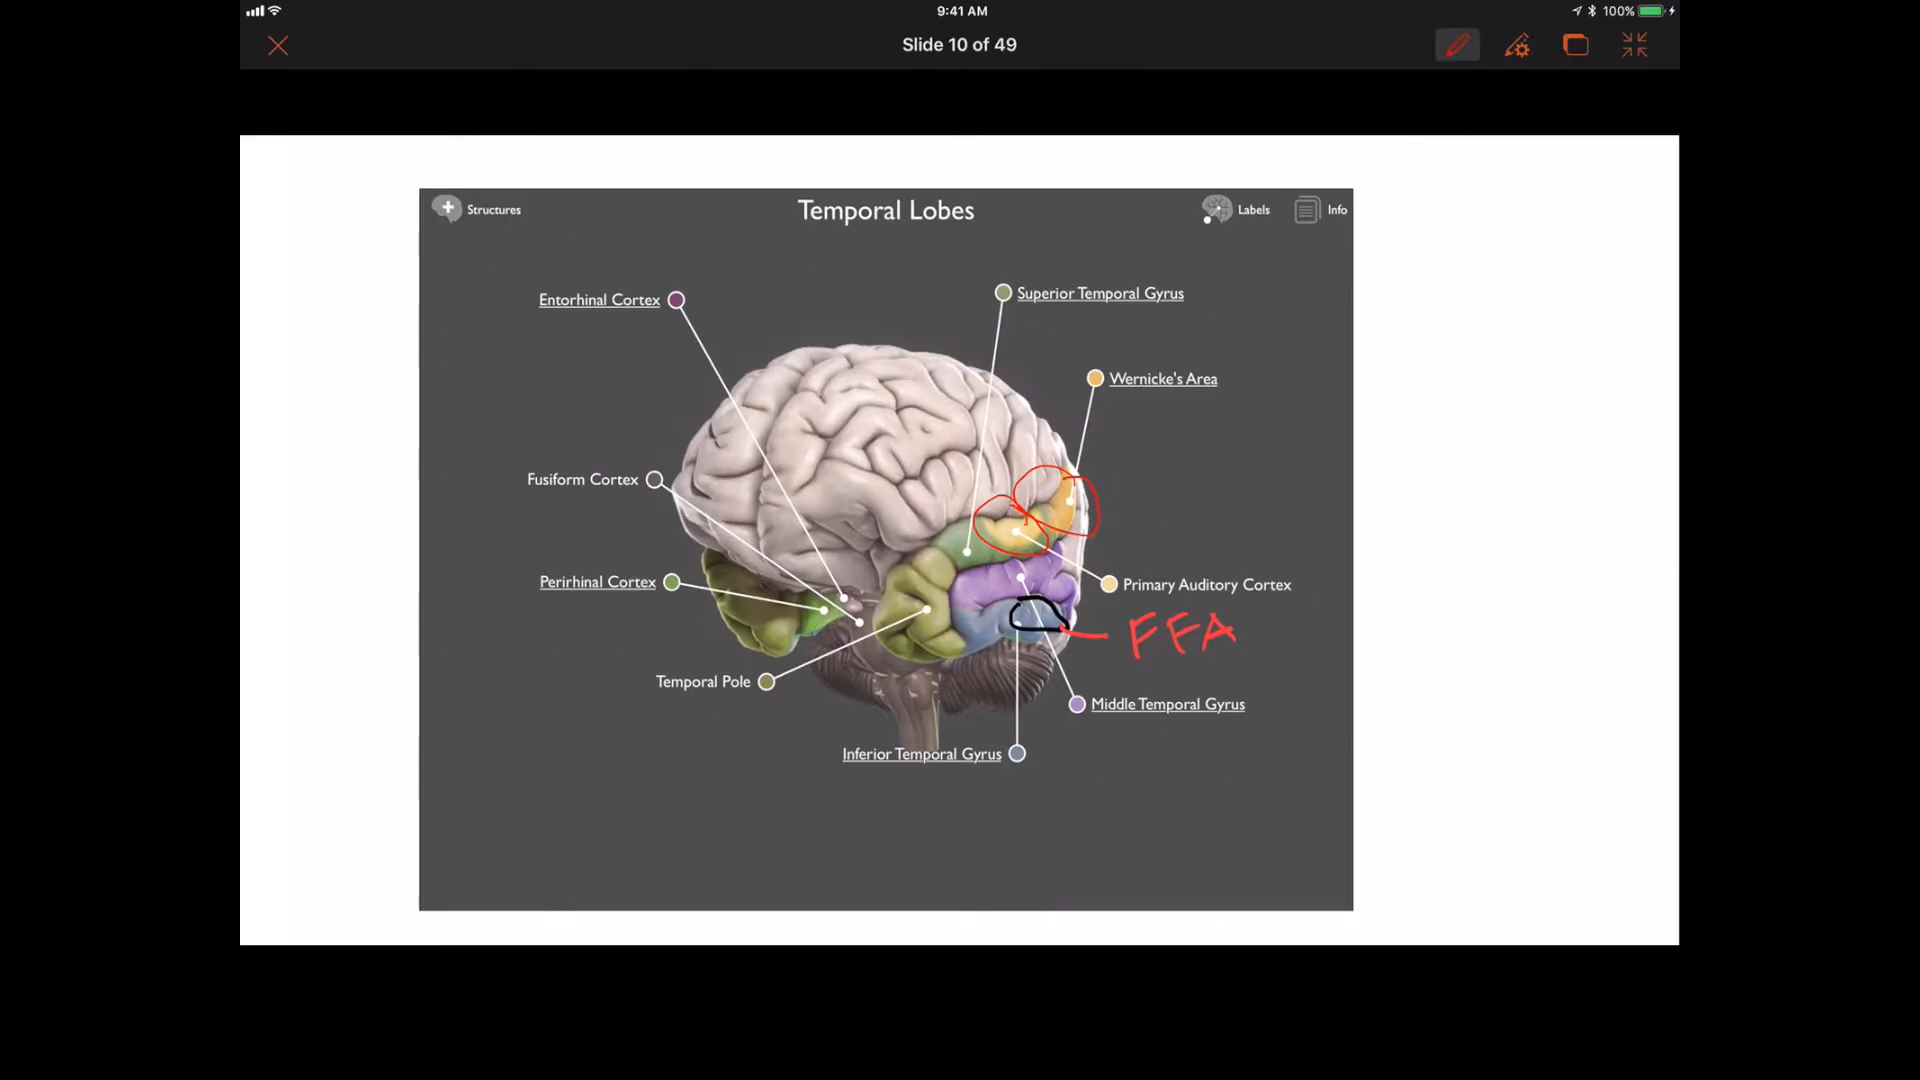 9:41 AM
100%
Slide 10 of 49
Structures
Temporal Lobes
Labels
Info
Entorhinal Cortex
Superior Temporal Gyrus
Wernicke's Area
Fusiform Cortex
Perirhinal Cortex
Primary Auditory Cortex
FFA
Temporal Pole
Middle Temporal Gyrus
Inferior Temporal Gyrus